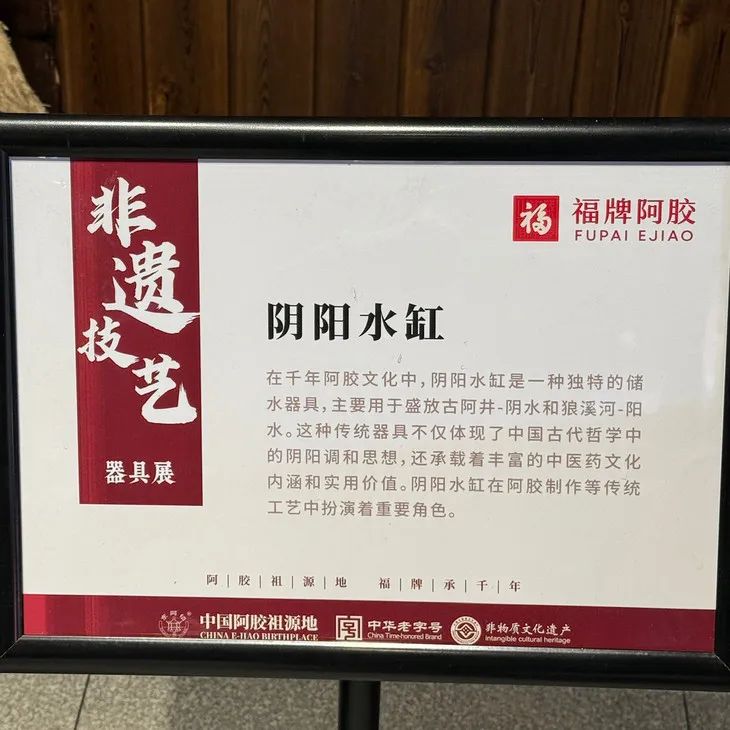 非遗技艺
器具展
福
福牌阿胶
FUPAI EJIAO
阴阳水缸
在千年阿胶文化中，阴阳水缸是一种独特的储
水器具，主要用于盛放古阿井-阴水和狼溪河-阳
水。这种传统器具不仅体现了中国古代哲学中
的阴阳调和思想，还承载着丰富的中医药文化
内涵和实用价值。阴阳水缸在阿胶制作等传统
工艺中扮演着重要角色。
阿|胶|祖|源|地 福|牌|承|千|年
中国阿胶祖源地
CHINA E-JIAO BIRTHPLACE
中华老字号
China Time-honored Brand
非物质文化遗产
intangible cultural heritage